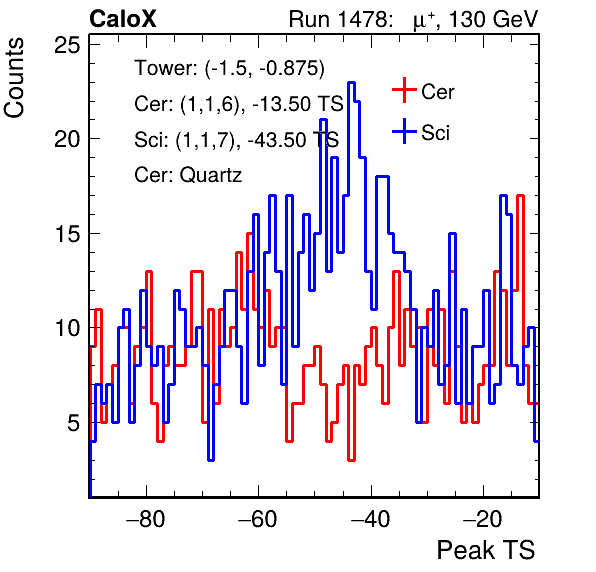 CaloX Run 1478: μ⁺, 130 GeV
Counts
Tower: (-1.5, -0.875)
Cer: (1,1,6), -13.50 TS
Sci: (1,1,7), -43.50 TS
Cer: Quartz
Cer
Sci
25
20
15
10
5
−80 −60 −40 −20
Peak TS